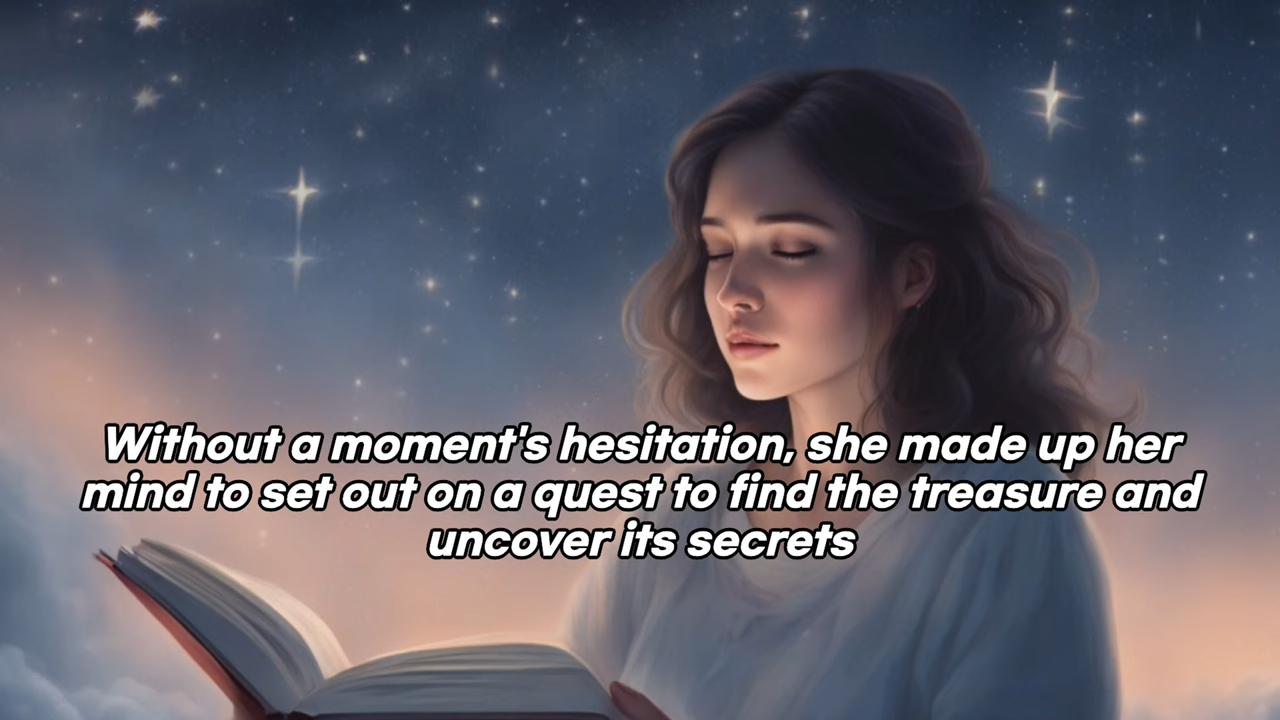 Without a moment's hesitation, she made up her
mind to set out on a quest to find the treasure and
uncover its secrets